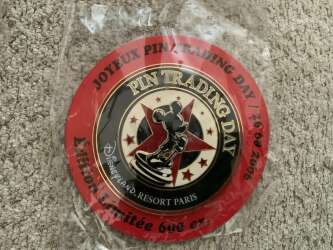 JOYEUX PIN TRADING DAY /
PIN TRADING DAY
DISNEYLAND RESORT PARIS
Edition Limitée 600 ex.